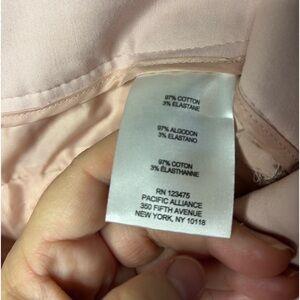 97% COTTON
3% ELASTANE
97% ALGODON
3% ELASTANO
97% COTON
3% ÉLASTHANNE
RN 123475
PACIFIC ALLIANCE
350 FIFTH AVENUE
NEW YORK, NY 10118